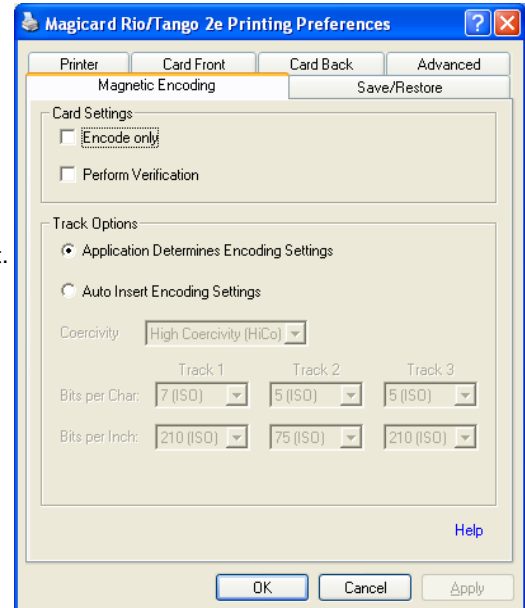 Magicard Rio/Tango 2e Printing Preferences
Printer Card Front Card Back Advanced
Magnetic Encoding Save/Restore
Card Settings
Encode only
Perform Verification
Track Options
t.
Application Determines Encoding Settings
Auto Insert Encoding Settings
Coercivity High Coercivity (HiCo)
Track 1 Track 2 Track 3
Bits per Char: 7 (ISO) 5 (ISO) 5 (ISO)
Bits per Inch: 210 (ISO) 75 (ISO) 210 (ISO)
Help
OK Cancel Apply